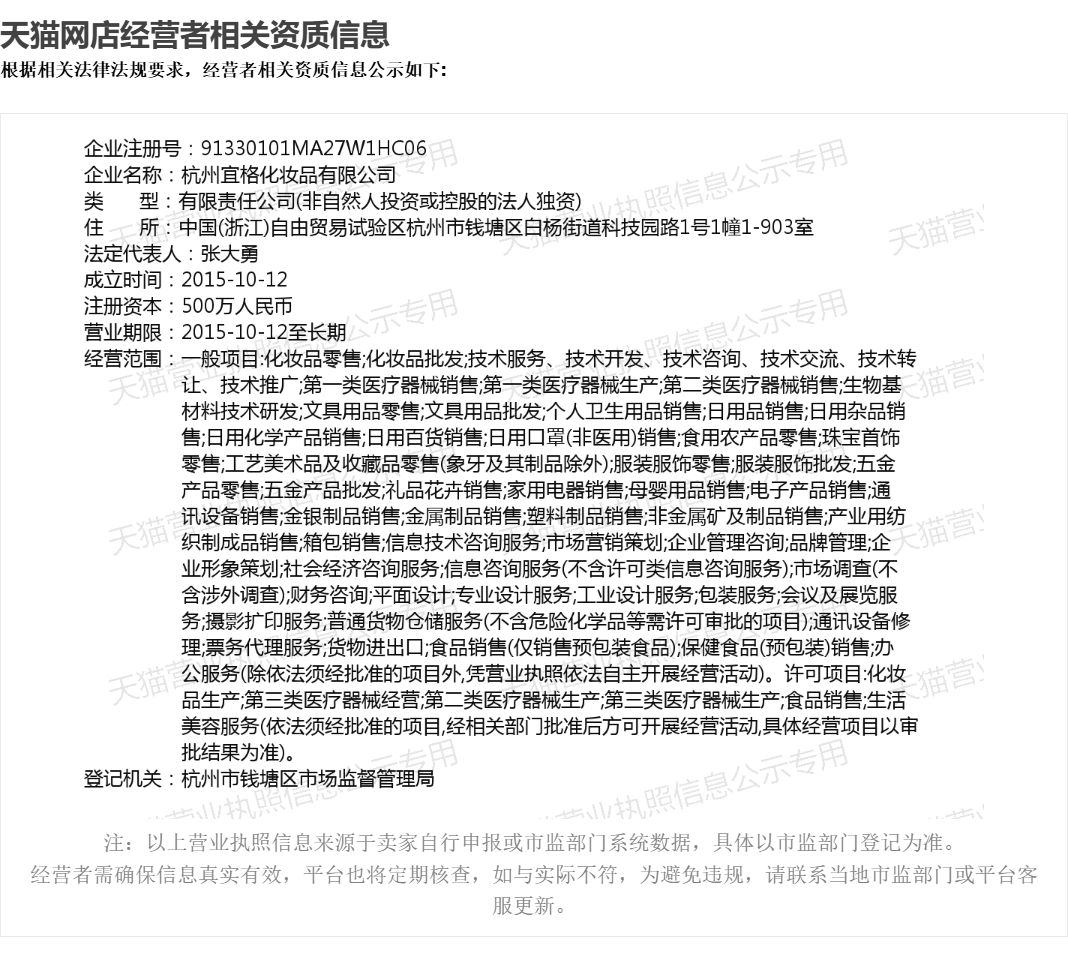 天猫网店经营者相关资质信息
根据相关法律法规要求，经营者相关资质信息公示如下:
企业注册号：91330101MA27W1HC06
企业名称：杭州宜格化妆品有限公司
类 型：有限责任公司(非自然人投资或控股的法人独资)
住 所：中国(浙江)自由贸易试验区杭州市钱塘区白杨街道科技园路1号1幢1-903室
法定代表人：张大勇
成立时间：2015-10-12
注册资本：500万人民币
营业期限：2015-10-12至长期
经营范围：一般项目:化妆品零售;化妆品批发;技术服务、技术开发、技术咨询、技术交流、技术转
让、技术推广;第一类医疗器械销售;第一类医疗器械生产;第二类医疗器械销售;生物基
材料技术研发;文具用品零售;文具用品批发;个人卫生用品销售;日用品销售;日用杂品销
售;日用化学产品销售;日用百货销售;日用口罩(非医用)销售;食用农产品零售;珠宝首饰
零售;工艺美术品及收藏品零售(象牙及其制品除外);服装服饰零售;服装服饰批发;五金
产品零售;五金产品批发;礼品花卉销售;家用电器销售;母婴用品销售;电子产品销售;通
讯设备销售;金银制品销售;金属制品销售;塑料制品销售;非金属矿及制品销售;产业用纺
织制成品销售;箱包销售;信息技术咨询服务;市场营销策划;企业管理咨询;品牌管理;企
业形象策划;社会经济咨询服务;信息咨询服务(不含许可类信息咨询服务);市场调查(不
含涉外调查);财务咨询;平面设计;专业设计服务;工业设计服务;包装服务;会议及展览服
务;摄影扩印服务;普通货物仓储服务(不含危险化学品等需许可审批的项目);通讯设备修
理;票务代理服务;货物进出口;食品销售(仅销售预包装食品);保健食品(预包装)销售;办
公服务(除依法须经批准的项目外,凭营业执照依法自主开展经营活动)。许可项目:化妆
品生产;第三类医疗器械经营;第二类医疗器械生产;第三类医疗器械生产;食品销售;生活
美容服务(依法须经批准的项目,经相关部门批准后方可开展经营活动,具体经营项目以审
批结果为准)。
登记机关：杭州市钱塘区市场监督管理局
注：以上营业执照信息来源于卖家自行申报或市监部门系统数据，具体以市监部门登记为准。
经营者需确保信息真实有效，平台也将定期核查，如与实际不符，为避免违规，请联系当地市监部门或平台客
服更新。